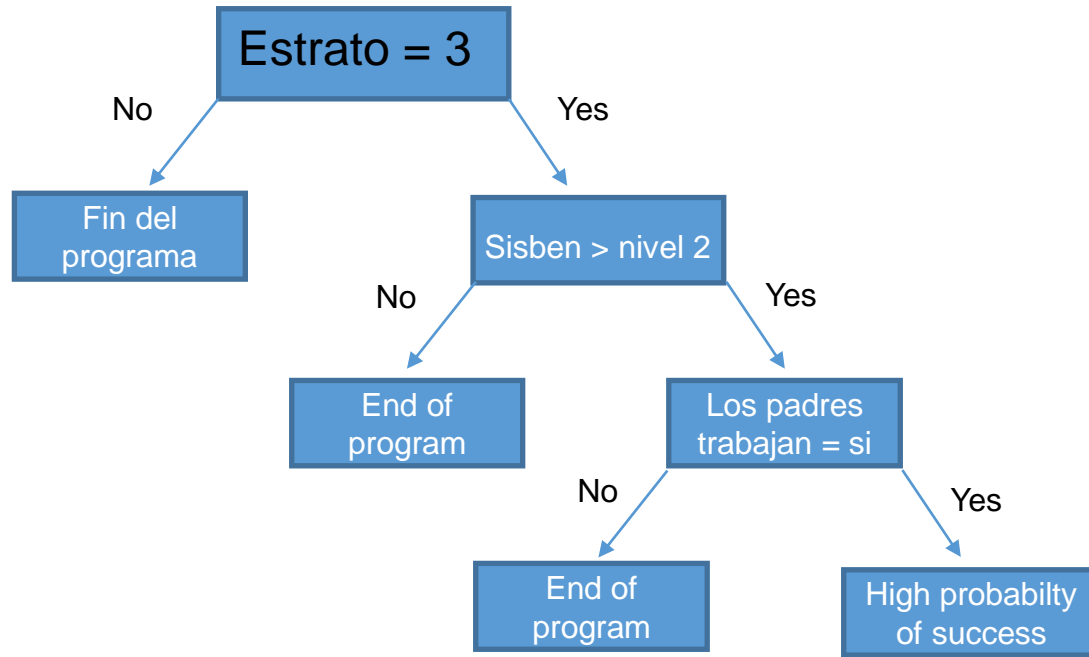 Estrato = 3
No
Yes
Fin del
programa
Sisben > nivel 2
No
Yes
End of
program
Los padres
trabajan = si
No
Yes
End of
program
High probabilty
of success